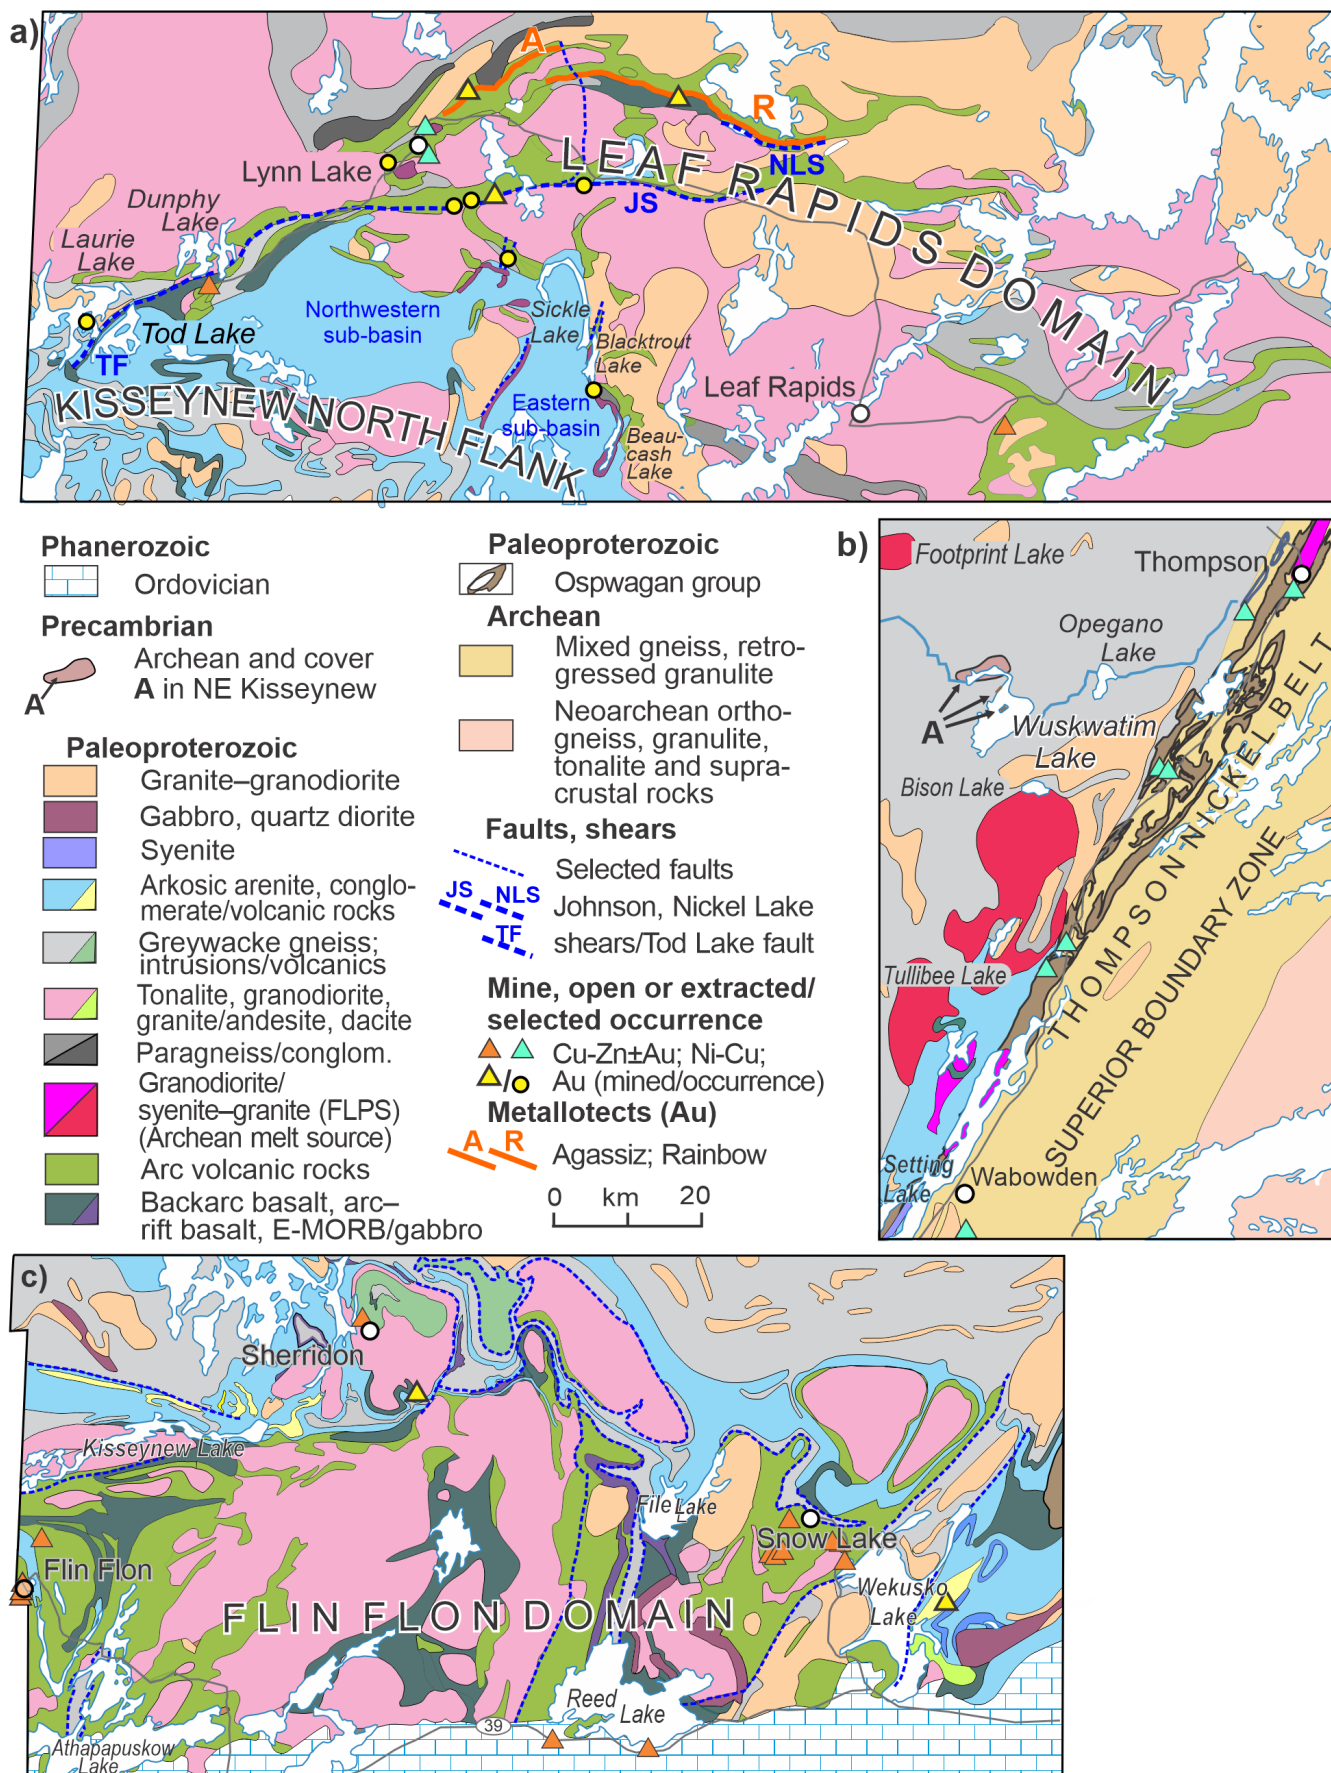 a)
A
R
NLS
JS
LEAF RAPIDS DOMAIN
Lynn Lake
Dunphy
Lake
Laurie
Lake
Tod Lake
TF
Northwestern
sub-basin
Sickle
Lake
Blacktrout
Lake
Eastern
sub-basin
Beau-
cash
Lake
Leaf Rapids
KISSEYNEW NORTH FLANK
Phanerozoic
Ordovician
Precambrian
Archean and cover
A in NE Kisseynew
A
Paleoproterozoic
Granite–granodiorite
Gabbro, quartz diorite
Syenite
Arkosic arenite, conglo-
merate/volcanic rocks
Greywacke gneiss;
intrusions/volcanics
Tonalite, granodiorite,
granite/andesite, dacite
Paragneiss/conglom.
Granodiorite/
syenite–granite (FLPS)
(Archean melt source)
Arc volcanic rocks
Backarc basalt, arc–
rift basalt, E-MORB/gabbro
Paleoproterozoic
Ospwagan group
Archean
Mixed gneiss, retro-
gressed granulite
Neoarchean ortho-
gneiss, granulite,
tonalite and supra-
crustal rocks
Faults, shears
Selected faults
JS NLS
Johnson, Nickel Lake
TF
shears/Tod Lake fault
Mine, open or extracted/
selected occurrence
Cu-Zn±Au; Ni-Cu;
/ Au (mined/occurrence)
Metallotects (Au)
A R
Agassiz; Rainbow
0 km 20
b)
Footprint Lake
Thompson
Opegano
Lake
A
Wuskwatim
Lake
Bison Lake
Tullibee Lake
THOMPSON NICKEL BELT
SUPERIOR BOUNDARY ZONE
Setting
Lake
Wabowden
c)
Sherridon
Kisseynew Lake
File Lake
Snow Lake
Flin Flon
Wekusko
Lake
FLIN FLON DOMAIN
Reed
Lake
39
Athapapuskow
Lake